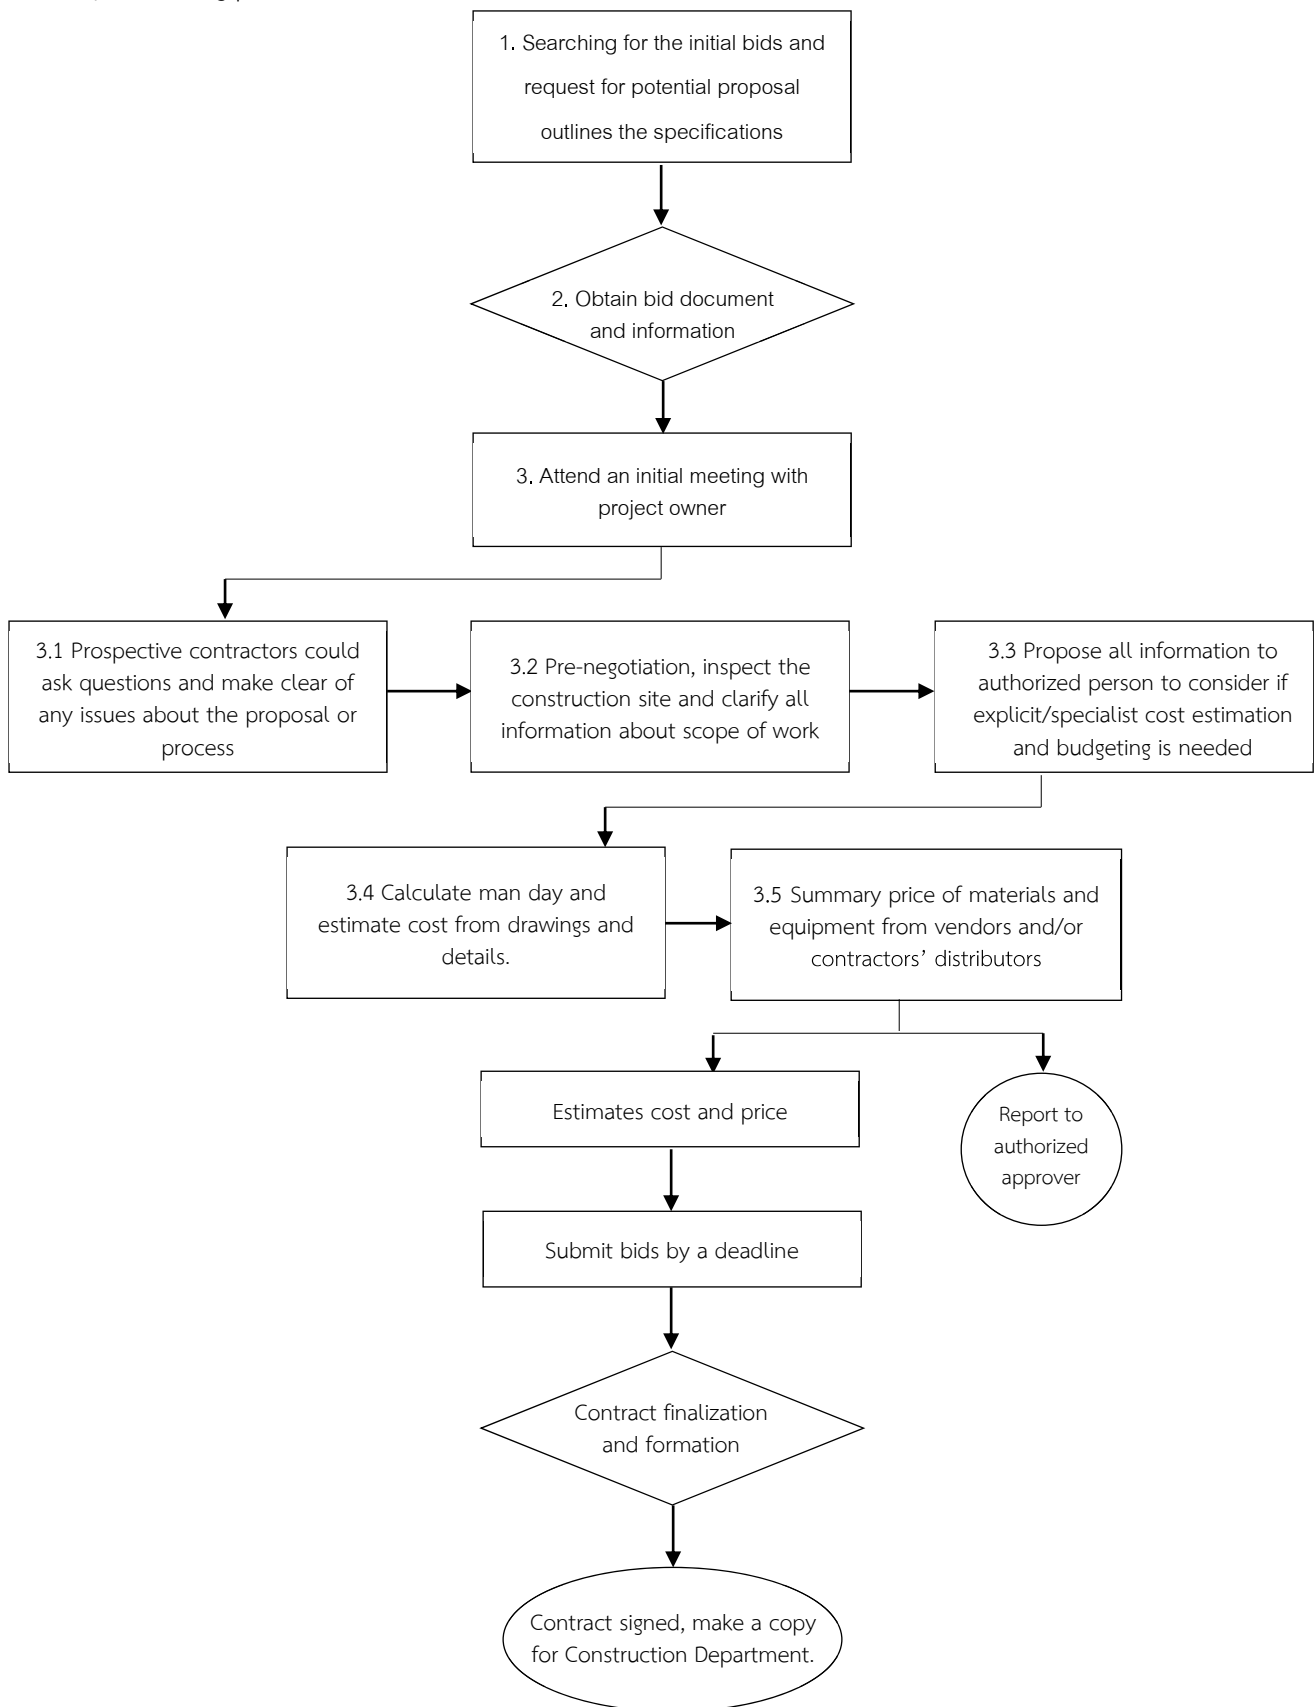 1. Searching for the initial bids and
request for potential proposal
outlines the specifications
2. Obtain bid document
and information
3. Attend an initial meeting with
project owner
3.1 Prospective contractors could
ask questions and make clear of
any issues about the proposal or
process
3.2 Pre-negotiation, inspect the
construction site and clarify all
information about scope of work
3.3 Propose all information to
authorized person to consider if
explicit/specialist cost estimation
and budgeting is needed
3.4 Calculate man day and
estimate cost from drawings and
details.
3.5 Summary price of materials and
equipment from vendors and/or
contractors’ distributors
Estimates cost and price
Report to
authorized
approver
Submit bids by a deadline
Contract finalization
and formation
Contract signed, make a copy
for Construction Department.